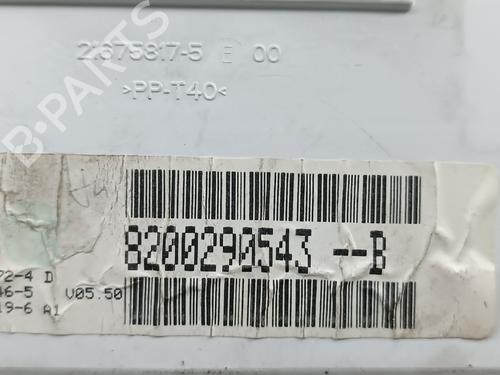 21675817-5 E 00
>PP-T40<
8200290543 --B
72-4 D
46-5 V05.50
19-6 A1
B-PARTS